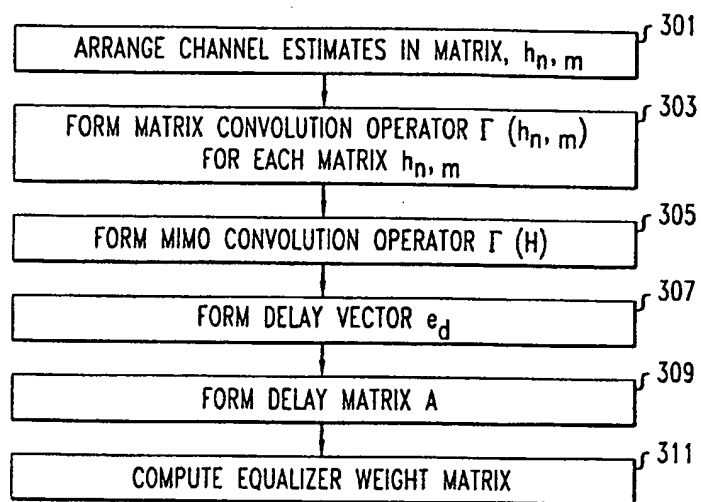 301
ARRANGE CHANNEL ESTIMATES IN MATRIX, hn, m
303
FORM MATRIX CONVOLUTION OPERATOR Γ (hn, m)
FOR EACH MATRIX hn, m
305
FORM MIMO CONVOLUTION OPERATOR Γ (H)
307
FORM DELAY VECTOR ed
309
FORM DELAY MATRIX A
311
COMPUTE EQUALIZER WEIGHT MATRIX